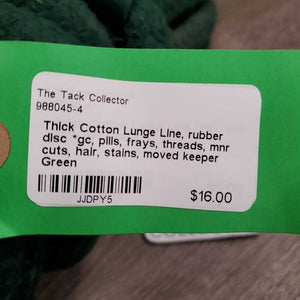 The Tack Collector
988045-4
Thick Cotton Lunge Line, rubber
disc *gc, pills, frays, threads, mnr
cuts, hair, stains, moved keeper
Green
JJDPY5
$16.00